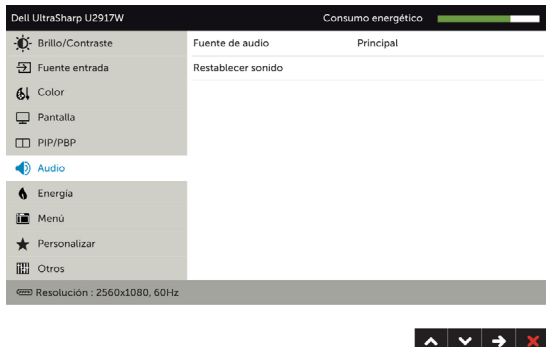 Dell UltraSharp U2917W Consumo energético
Brillo/Contraste Fuente de audio Principal
Fuente entrada Restablecer sonido
Color
Pantalla
PIP/PBP
Audio
Energía
Menú
Personalizar
Otros
Resolución : 2560x1080, 60Hz